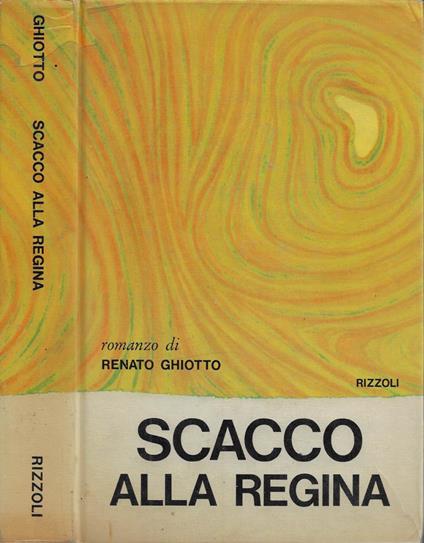 GHIOTTO
SCACCO ALLA REGINA
RIZZOLI
romanzo di
RENATO GHIOTTO
RIZZOLI
SCACCO
ALLA REGINA